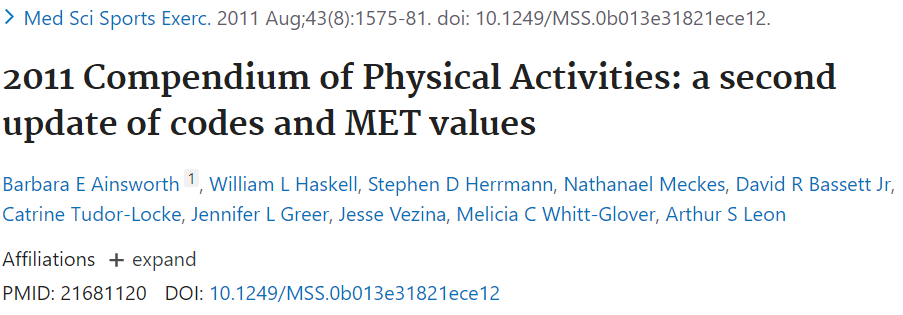 > Med Sci Sports Exerc. 2011 Aug;43(8):1575-81. doi: 10.1249/MSS.0b013e31821ece12.
2011 Compendium of Physical Activities: a second
update of codes and MET values
Barbara E Ainsworth 1, William L Haskell, Stephen D Herrmann, Nathanael Meckes, David R Bassett Jr,
Catrine Tudor-Locke, Jennifer L Greer, Jesse Vezina, Melicia C Whitt-Glover, Arthur S Leon
Affiliations + expand
PMID: 21681120 DOI: 10.1249/MSS.0b013e31821ece12